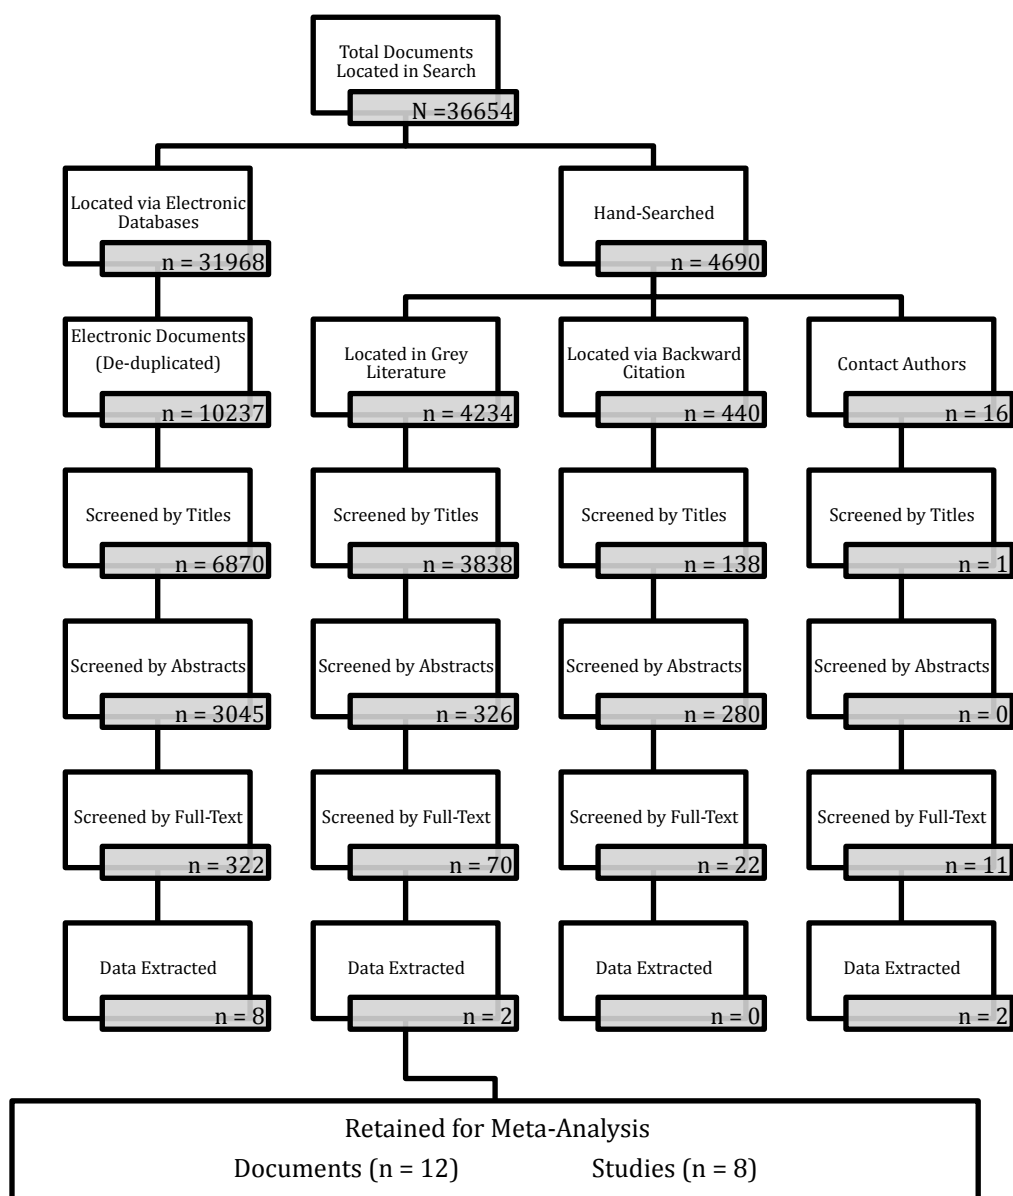 Total Documents
Located in Search
N =36654
Located via Electronic
Databases
n = 31968
Hand-Searched
n = 4690
Electronic Documents
(De-duplicated)
n = 10237
Located in Grey
Literature
n = 4234
Located via Backward
Citation
n = 440
Contact Authors
n = 16
Screened by Titles
n = 6870
Screened by Titles
n = 3838
Screened by Titles
n = 138
Screened by Titles
n = 1
Screened by Abstracts
n = 3045
Screened by Abstracts
n = 326
Screened by Abstracts
n = 280
Screened by Abstracts
n = 0
Screened by Full-Text
n = 322
Screened by Full-Text
n = 70
Screened by Full-Text
n = 22
Screened by Full-Text
n = 11
Data Extracted
n = 8
Data Extracted
n = 2
Data Extracted
n = 0
Data Extracted
n = 2
Retained for Meta-Analysis
Documents (n = 12) Studies (n = 8)